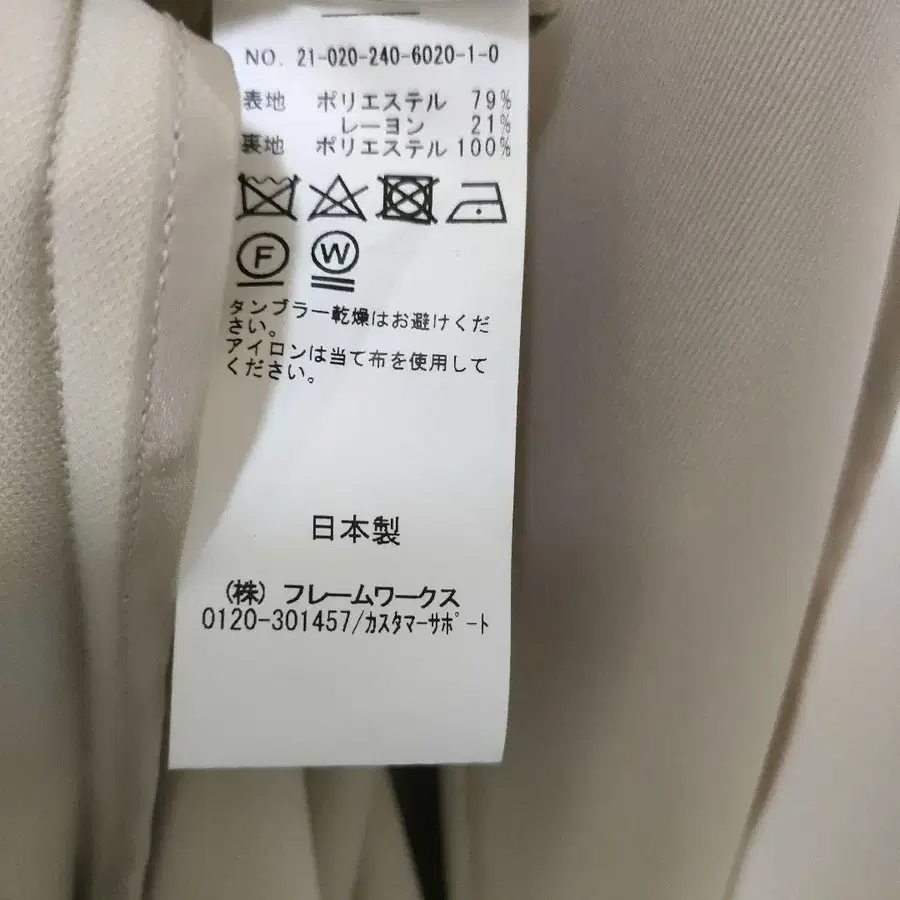 NO. 21-020-240-6020-1-0
表地 ポリエステル 79%
レーヨン 21%
裏地 ポリエステル 100%
F W
タンブラー乾燥はお避けくだ
さい。
アイロンは当て布を使用して
ください。
日本製
(株) フレームワークス
0120-301457/ｶｽﾀﾏｰｻﾎﾟｰﾄ